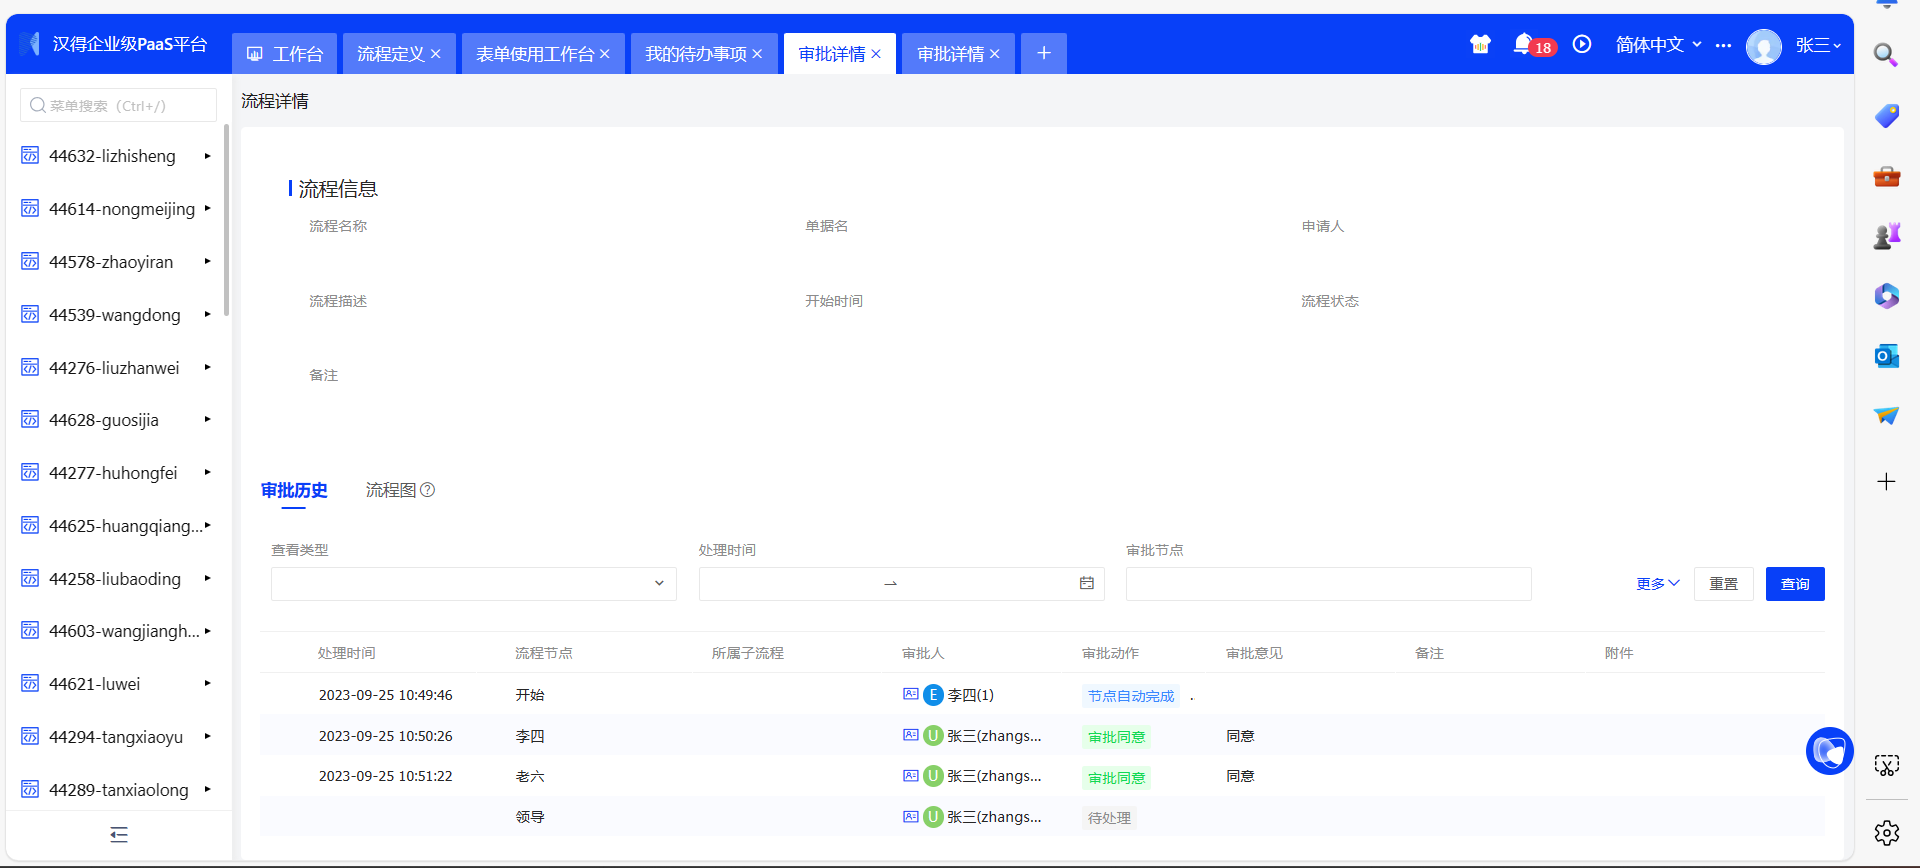 汉得企业级PaaS平台
工作台 流程定义 × 表单使用工作台 × 我的待办事项 × 审批详情 × 审批详情 × +
18 简体中文 ··· 张三
菜单搜索（Ctrl+/）
44632-lizhisheng
44614-nongmeijing
44578-zhaoyiran
44539-wangdong
44276-liuzhanwei
44628-guosijia
44277-huhongfei
44625-huangqiang...
44258-liubaoding
44603-wangjiangh...
44621-luwei
44294-tangxiaoyu
44289-tanxiaolong
流程详情
流程信息
流程名称 单据名 申请人
流程描述 开始时间 流程状态
备注
审批历史 流程图
查看类型 处理时间 审批节点
更多 重置 查询
处理时间 流程节点 所属子流程 审批人 审批动作 审批意见 备注 附件
2023-09-25 10:49:46 开始 E 李四(1) 节点自动完成 .
2023-09-25 10:50:26 李四 U 张三(zhangs... 审批同意 同意
2023-09-25 10:51:22 老六 U 张三(zhangs... 审批同意 同意
领导 U 张三(zhangs... 待处理